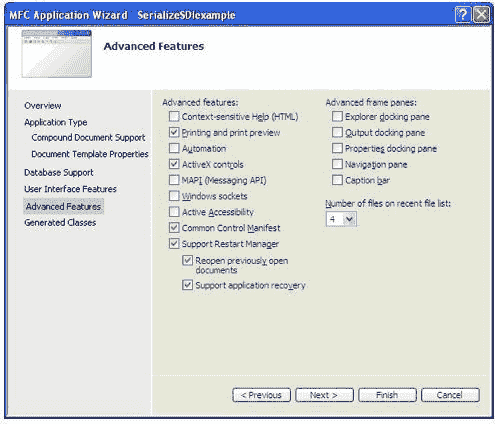 MFC Application Wizard   SerializeSDIexample
Advanced Features
Overview
Application Type
Compound Document Support
Document Template Properties
Database Support
User Interface Features
Advanced Features
Generated Classes
Advanced features:
Context-sensitive Help (HTML)
Printing and print preview
Automation
ActiveX controls
MAPI (Messaging API)
Windows sockets
Active Accessibility
Common Control Manifest
Support Restart Manager
Reopen previously open
documents
Support application recovery
Advanced frame panes:
Explorer docking pane
Output docking pane
Properties docking pane
Navigation pane
Caption bar
Number of files on recent file list:
4
< Previous
Next >
Finish
Cancel